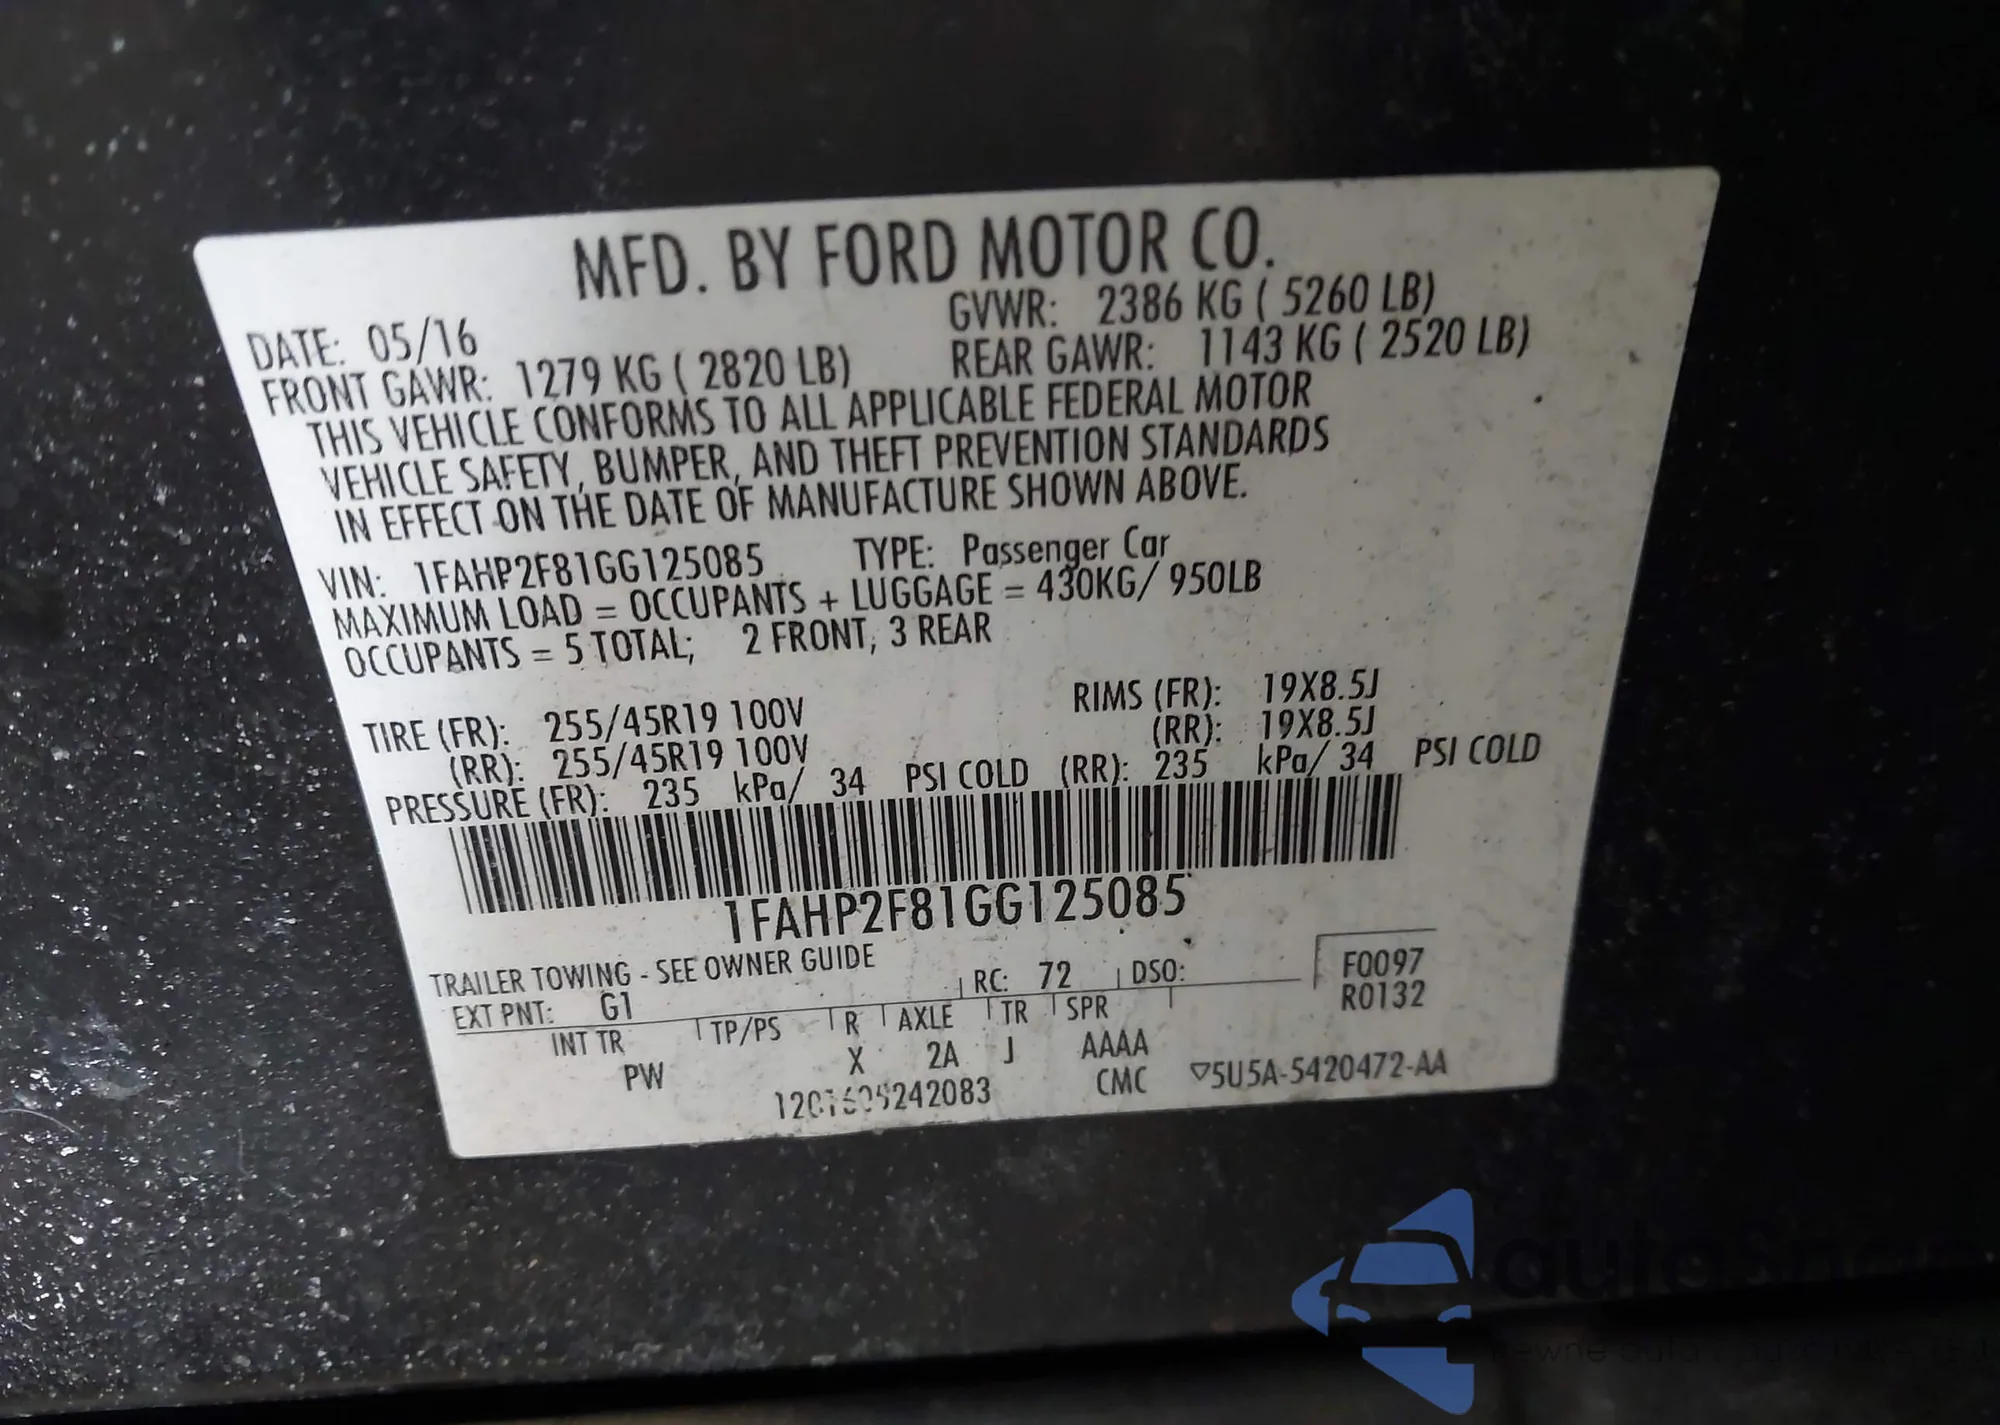 MFD. BY FORD MOTOR CO.
DATE: 05/16 GVWR: 2386 KG ( 5260 LB)
FRONT GAWR: 1279 KG ( 2820 LB) REAR GAWR: 1143 KG ( 2520 LB)
THIS VEHICLE CONFORMS TO ALL APPLICABLE FEDERAL MOTOR
VEHICLE SAFETY, BUMPER, AND THEFT PREVENTION STANDARDS
IN EFFECT ON THE DATE OF MANUFACTURE SHOWN ABOVE.
VIN: 1FAHP2F81GG125085 TYPE: Passenger Car
MAXIMUM LOAD = OCCUPANTS + LUGGAGE = 430KG/ 950LB
OCCUPANTS = 5 TOTAL; 2 FRONT, 3 REAR
TIRE (FR): 255/45R19 100V RIMS (FR): 19X8.5J
(RR): 255/45R19 100V (RR): 19X8.5J
PRESSURE (FR): 235 kPa/ 34 PSI COLD (RR): 235 kPa/ 34 PSI COLD
1FAHP2F81GG125085
TRAILER TOWING - SEE OWNER GUIDE
EXT PNT: G1 RC: 72 DSO: F0097
R0132
INT TR TP/PS R AXLE TR SPR
PW X 2A J AAAA
CMC ▽5U5A-5420472-AA